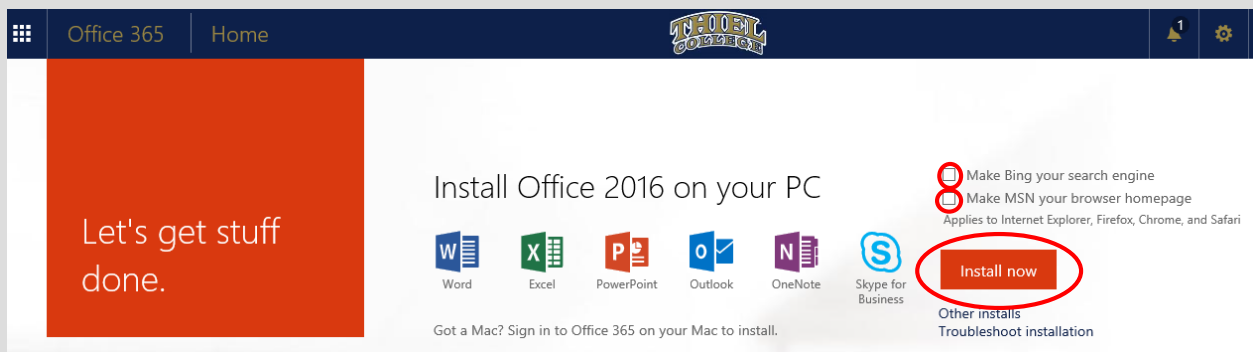 Office 365 Home THIEL COLLEGE 1
Let's get stuff
done.
Install Office 2016 on your PC
W X P O N S
Word Excel PowerPoint Outlook OneNote Skype for
Business
Got a Mac? Sign in to Office 365 on your Mac to install.
Make Bing your search engine
Make MSN your browser homepage
Applies to Internet Explorer, Firefox, Chrome, and Safari
Install now
Other installs
Troubleshoot installation